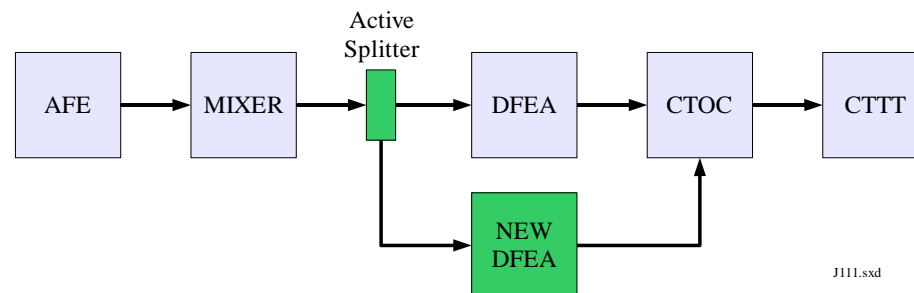 Active
Splitter
AFE
MIXER
DFEA
CTOC
CTTT
NEW
DFEA
J111.sxd